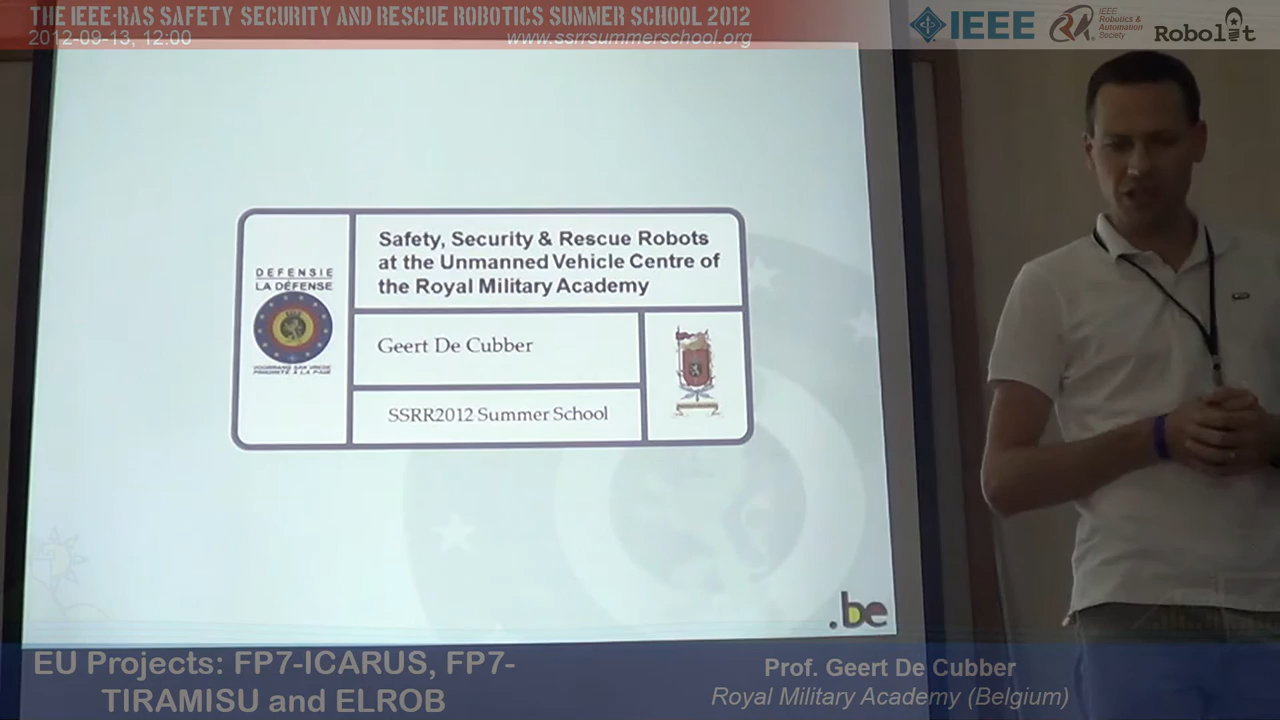 THE IEEE-RAS SAFETY SECURITY AND RESCUE ROBOTICS SUMMER SCHOOL 2012
2012-09-13, 12:00
www.ssrrsummerschool.org
IEEE
IEEE
Robotics &
Automation
Society
Robolit
DEFENSIE
LA DÉFENSE
Safety, Security & Rescue Robots
at the Unmanned Vehicle Centre of
the Royal Military Academy
Geert De Cubber
SSRR2012 Summer School
.be
EU Projects: FP7-ICARUS, FP7-
TIRAMISU and ELROB
Prof. Geert De Cubber
Royal Military Academy (Belgium)